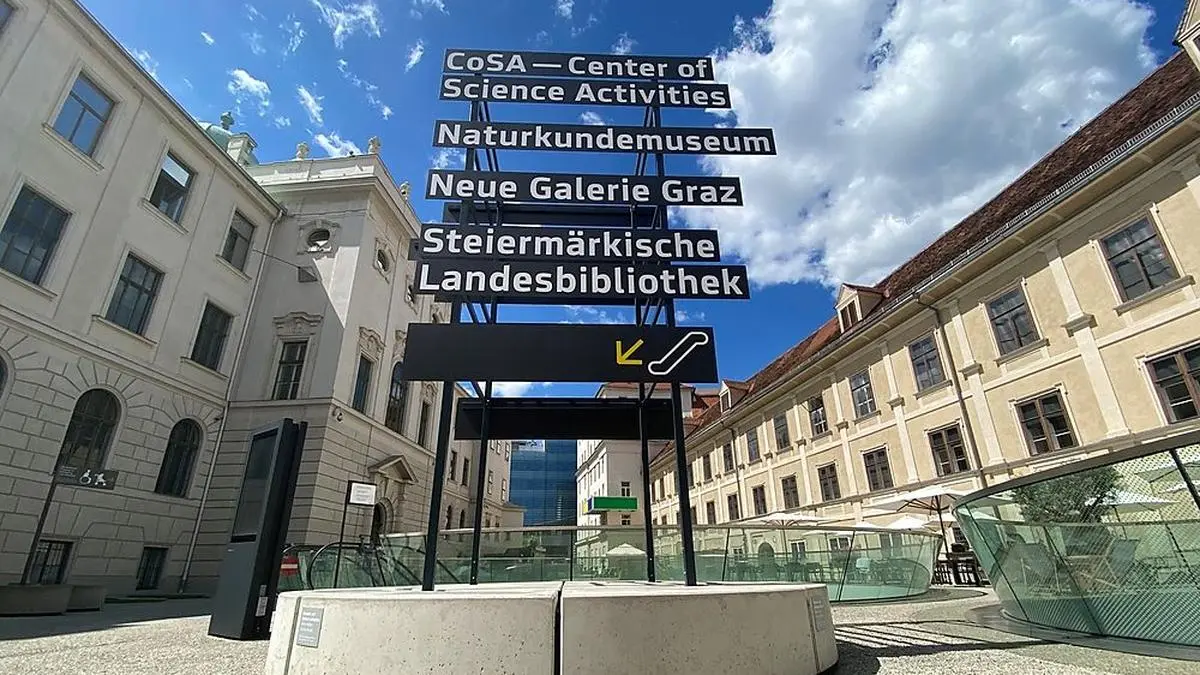 CoSA — Center of
Science Activities
Naturkundemuseum
Neue Galerie Graz
Steiermärkische
Landesbibliothek